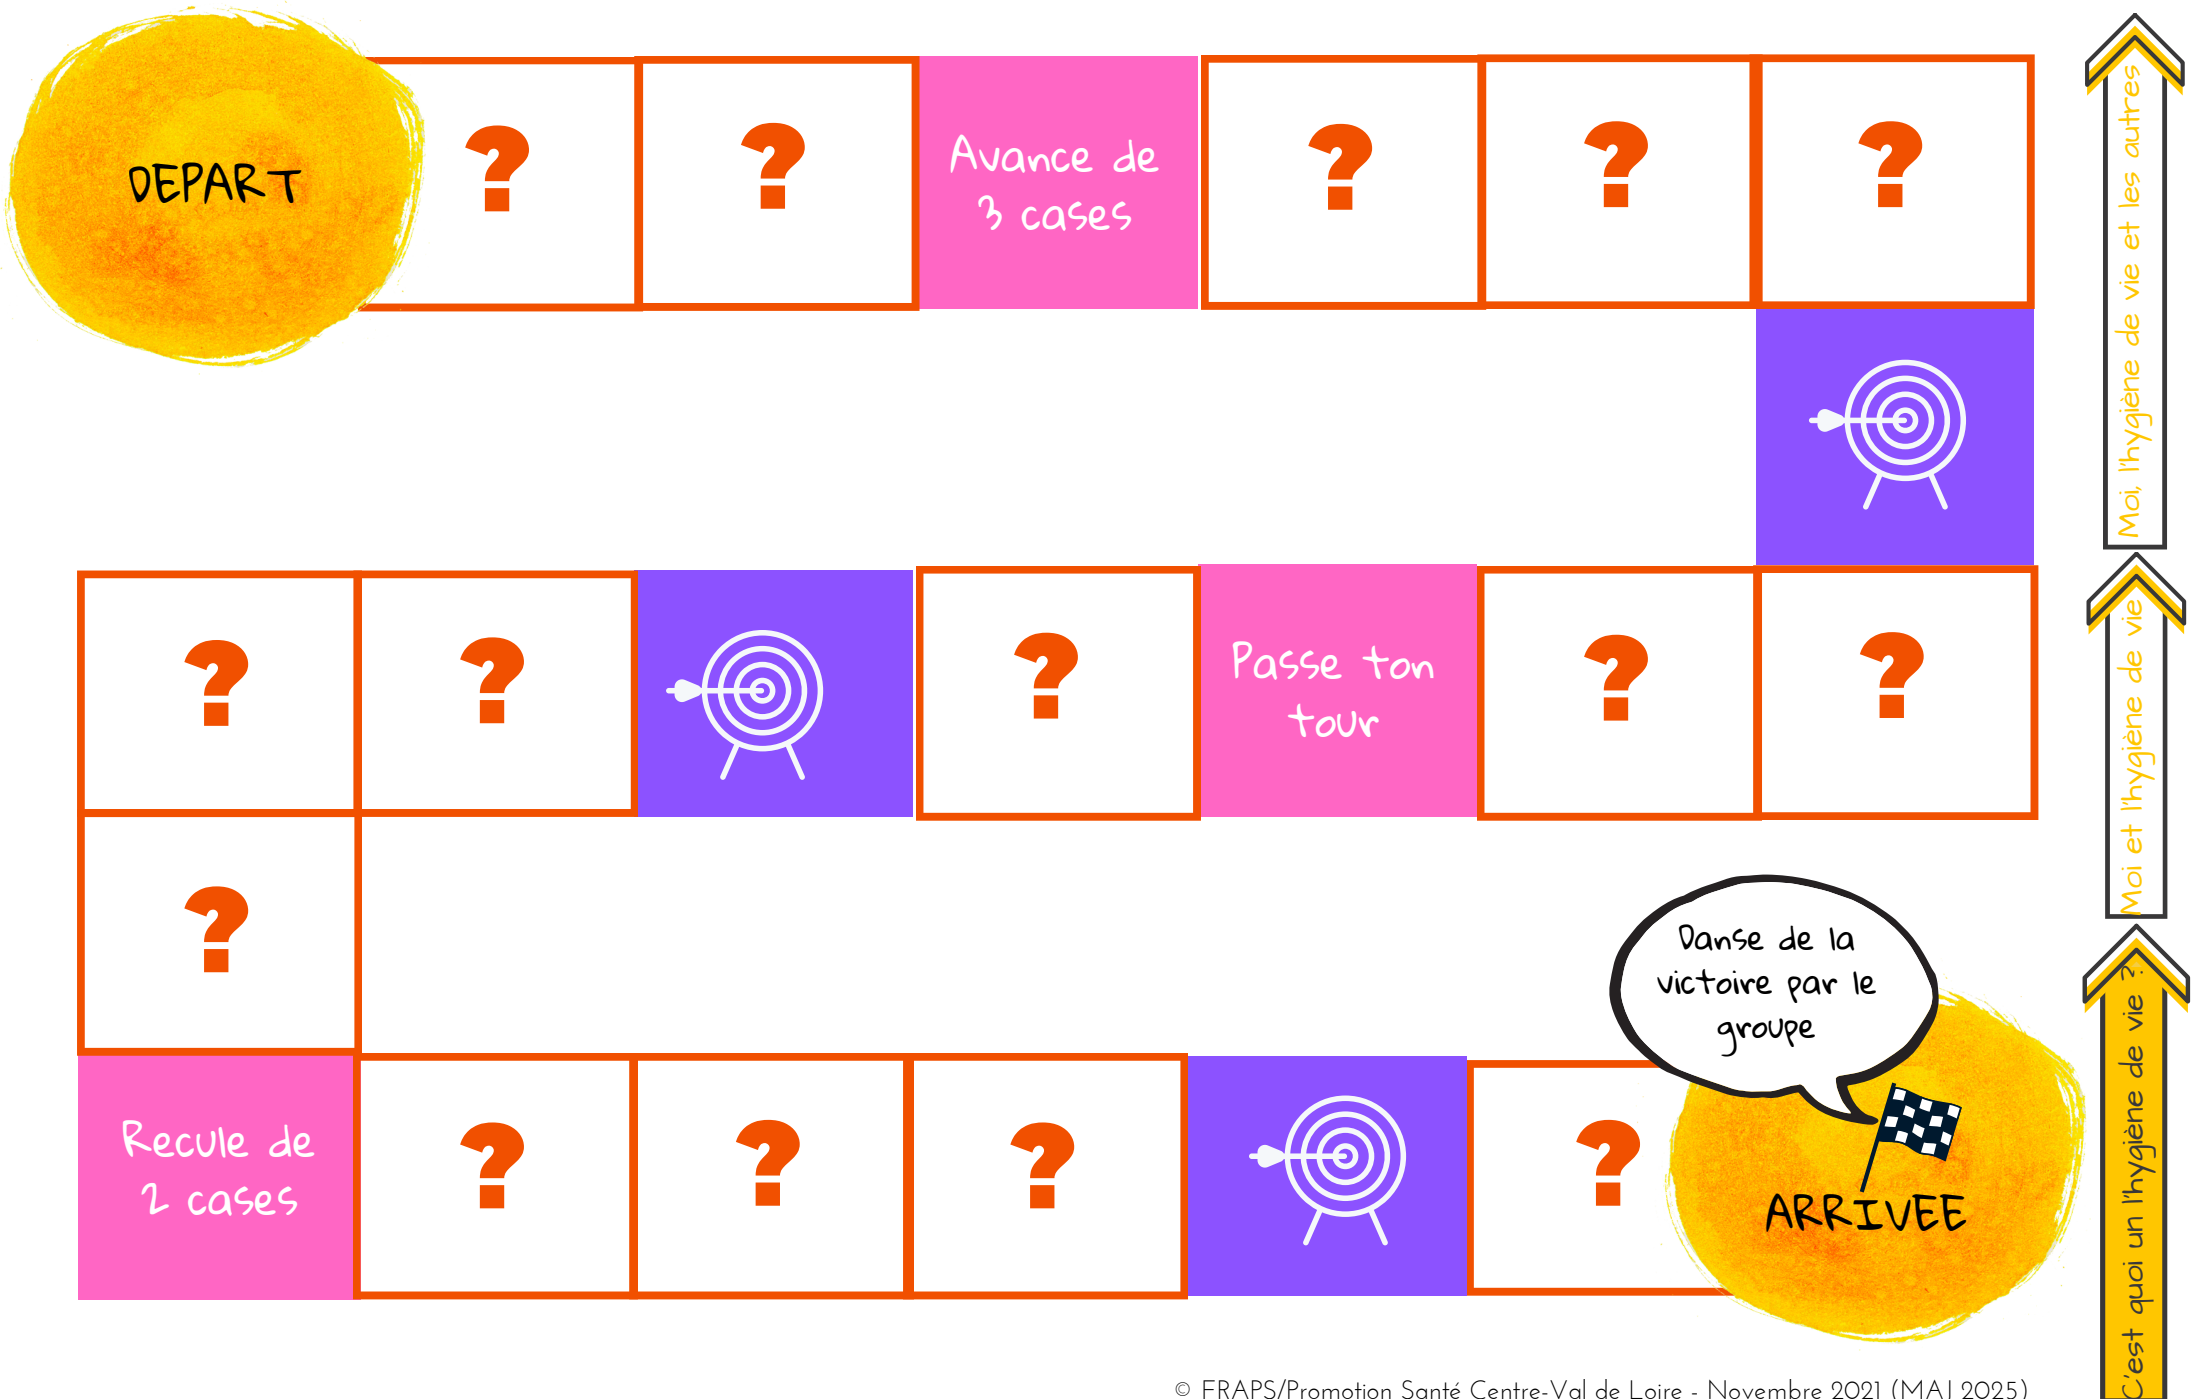 DEPART
?
?
Avance de
3 cases
?
?
?
?
?
Passe ton
tour
?
?
?
?
Recule de
2 cases
?
?
?
?
Danse de la
victoire par le
groupe
ARRIVEE
Moi, l'hygiène de vie et les autres
Moi et l'hygiène de vie
C'est quoi un l'hygiène de vie ?
© FRAPS/Promotion Santé Centre-Val de Loire - Novembre 2021 (MAI 2025)